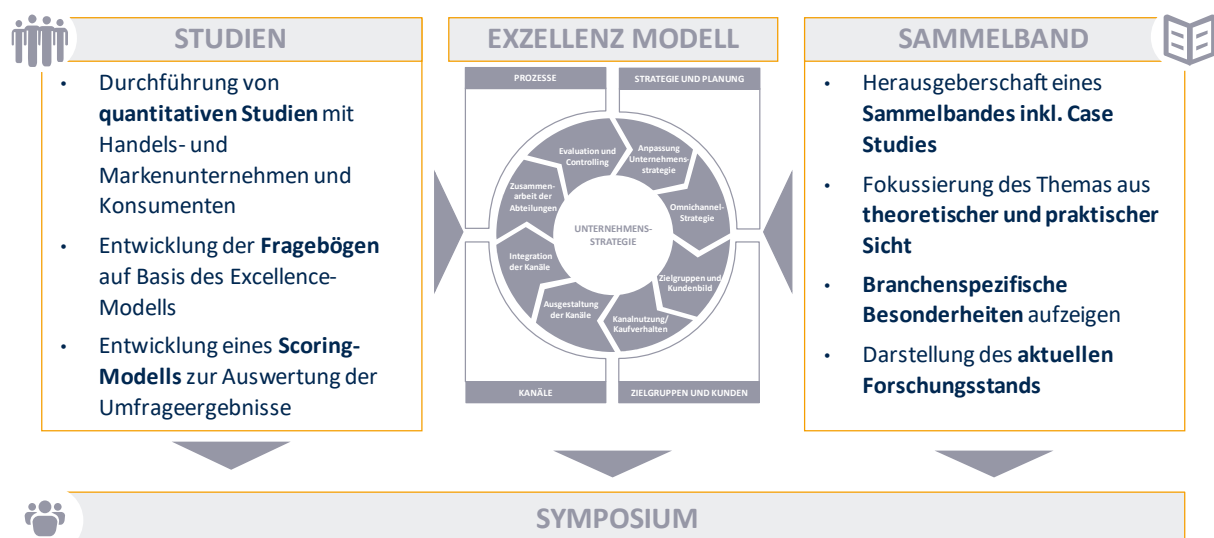 STUDIEN
• Durchführung von
quantitativen Studien mit
Handels- und
Markenunternehmen und
Konsumenten
• Entwicklung der Fragebögen
auf Basis des Excellence-
Modells
• Entwicklung eines Scoring-
Modells zur Auswertung der
Umfrageergebnisse
EXZELLENZ MODELL
PROZESSE
STRATEGIE UND PLANUNG
Evaluation und
Controlling
Anpassung
Unternehmens-
strategie
Zusammen-
arbeit der
Abteilungen
Omnichannel-
Strategie
UNTERNEHMENS-
STRATEGIE
Integration
der Kanäle
Zielgruppen und
Kundenbild
Ausgestaltung
der Kanäle
Kanalnutzung/
Kaufverhalten
KANÄLE
ZIELGRUPPEN UND KUNDEN
SAMMELBAND
• Herausgeberschaft eines
Sammelbandes inkl. Case
Studies
• Fokussierung des Themas aus
theoretischer und praktischer
Sicht
• Branchenspezifische
Besonderheiten aufzeigen
• Darstellung des aktuellen
Forschungsstands
SYMPOSIUM